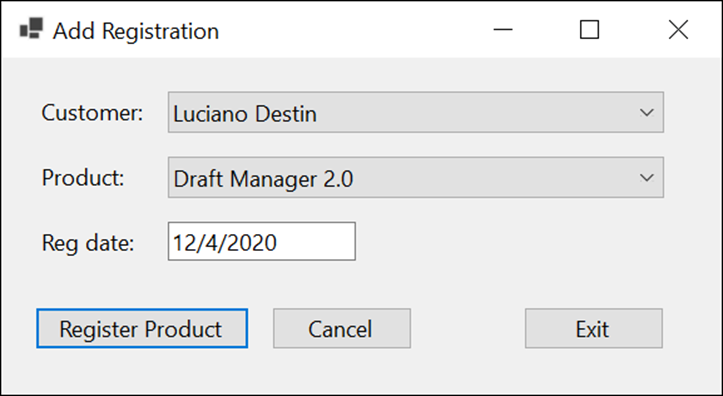 Add Registration
Customer: Luciano Destin
Product: Draft Manager 2.0
Reg date: 12/4/2020
Register Product Cancel Exit